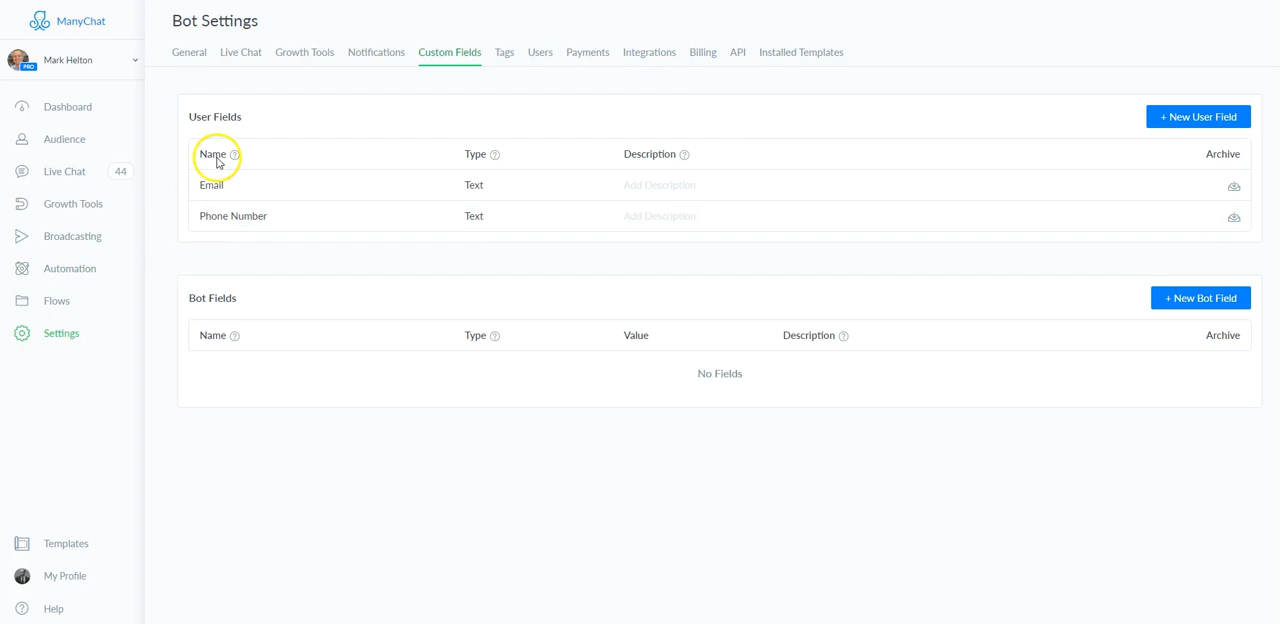 ManyChat
PRO
Mark Helton
Dashboard
Audience
Live Chat
44
Growth Tools
Broadcasting
Automation
Flows
Settings
Templates
My Profile
Help
Bot Settings
General Live Chat Growth Tools Notifications Custom Fields Tags Users Payments Integrations Billing API Installed Templates
User Fields
+ New User Field
Name ? Type ? Description ? Archive
Email Text Add Description
Phone Number Text Add Description
Bot Fields
+ New Bot Field
Name ? Type ? Value Description ? Archive
No Fields